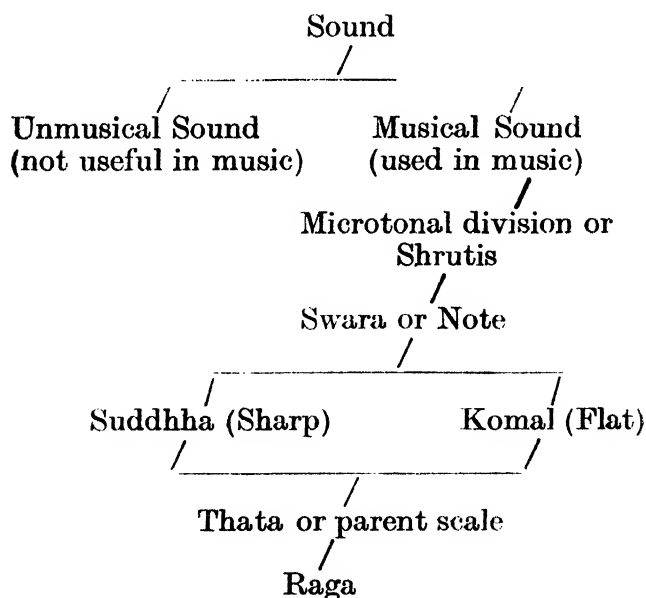 Sound
Unmusical Sound
(not useful in music)
Musical Sound
(used in music)
Microtonal division or
Shrutis
Swara or Note
Suddhha (Sharp)
Komal (Flat)
Thata or parent scale
Raga